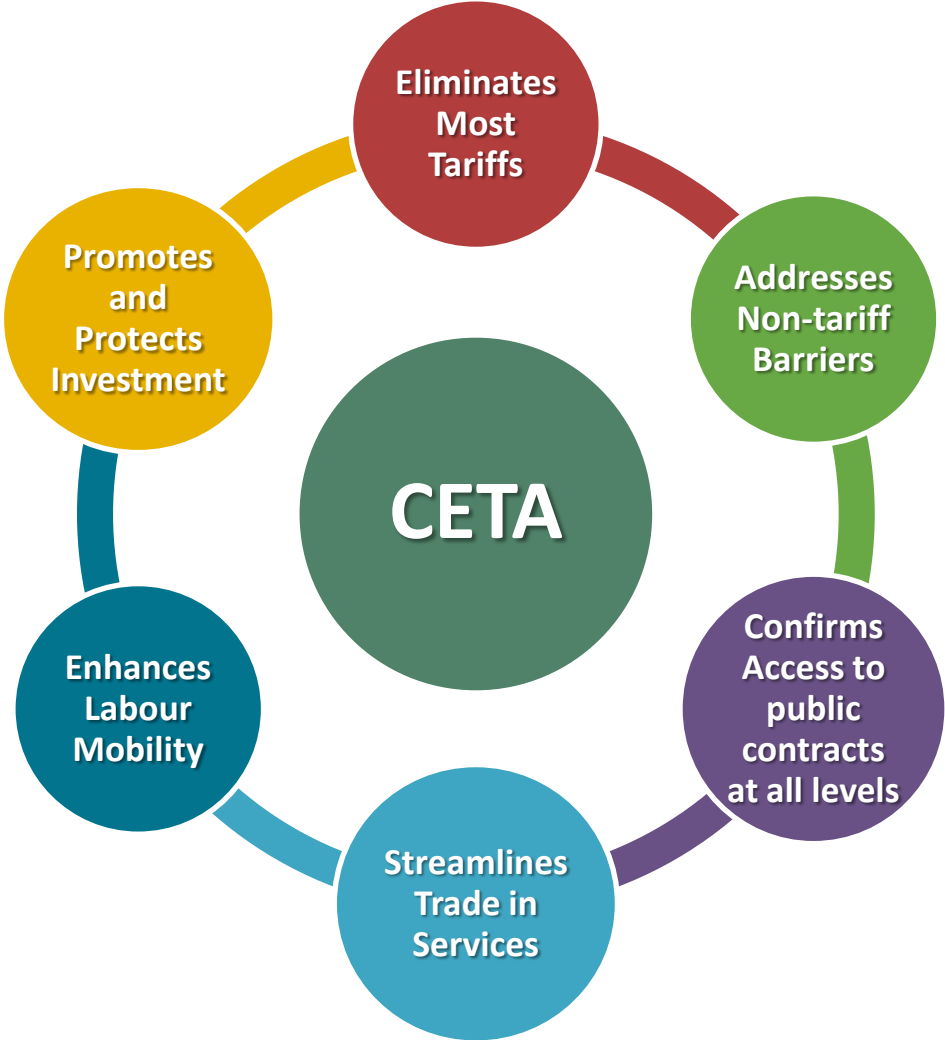 Eliminates
Most
Tariffs
Addresses
Non-tariff
Barriers
Confirms
Access to
public
contracts
at all levels
Streamlines
Trade in
Services
Enhances
Labour
Mobility
Promotes
and
Protects
Investment
CETA